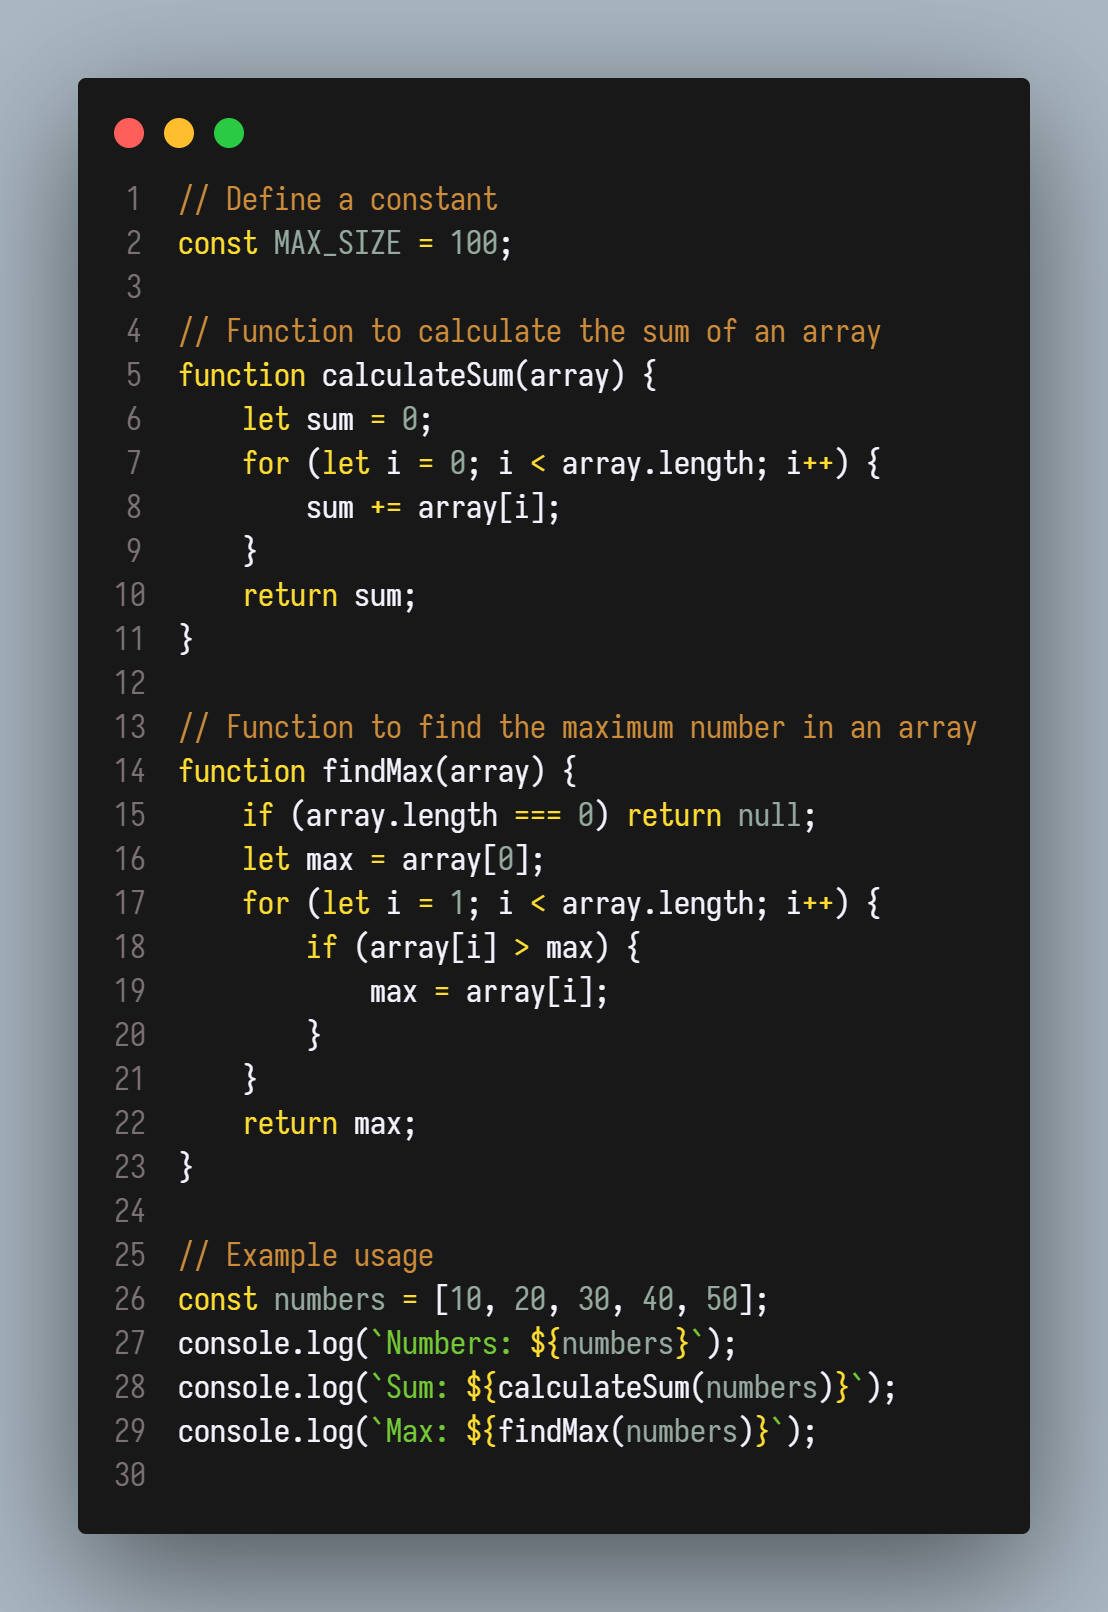 1 // Define a constant
2 const MAX_SIZE = 100;
3
4 // Function to calculate the sum of an array
5 function calculateSum(array) {
6     let sum = 0;
7     for (let i = 0; i < array.length; i++) {
8         sum += array[i];
9     }
10     return sum;
11 }
12
13 // Function to find the maximum number in an array
14 function findMax(array) {
15     if (array.length === 0) return null;
16     let max = array[0];
17     for (let i = 1; i < array.length; i++) {
18         if (array[i] > max) {
19             max = array[i];
20         }
21     }
22     return max;
23 }
24
25 // Example usage
26 const numbers = [10, 20, 30, 40, 50];
27 console.log(`Numbers: ${numbers}`);
28 console.log(`Sum: ${calculateSum(numbers)}`);
29 console.log(`Max: ${findMax(numbers)}`);
30